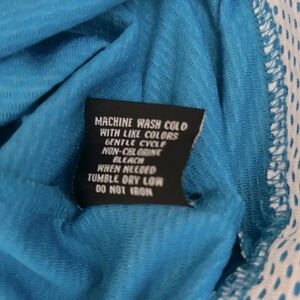 MACHINE WASH COLD
WITH LIKE COLORS
GENTLE CYCLE
NON-CHLORINE
BLEACH
WHEN NEEDED
TUMBLE DRY LOW
DO NOT IRON